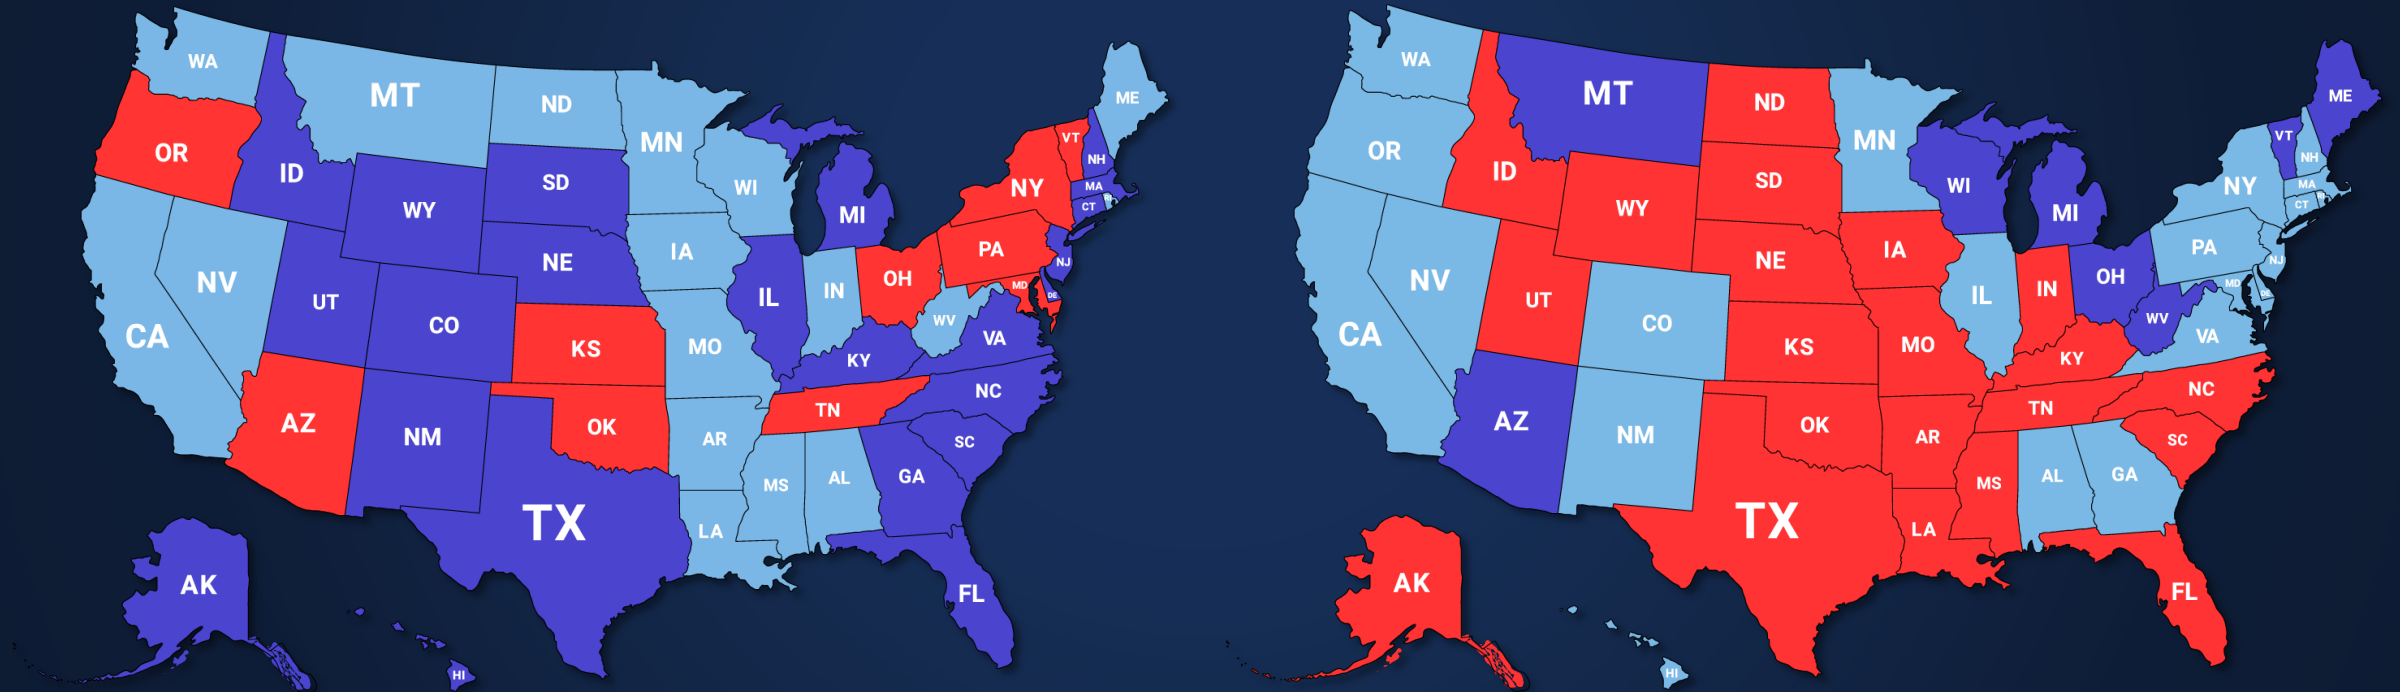 WA
MT
ND
MN
ME
OR
ID
WY
SD
WI
MI
NY
VT
NH
MA
CT
NV
CA
UT
CO
NE
IA
IL
IN
OH
PA
NJ
MD
DE
WV
VA
KS
MO
KY
AZ
NM
OK
AR
TN
NC
TX
LA
MS
AL
GA
SC
FL
AK
HI
WA
MT
ND
MN
ME
OR
ID
WY
SD
WI
MI
NY
VT
NH
MA
CT
NV
CA
UT
CO
NE
IA
IL
IN
OH
PA
NJ
MD
DE
WV
VA
KS
MO
KY
AZ
NM
OK
AR
TN
NC
TX
LA
MS
AL
GA
SC
FL
AK
HI